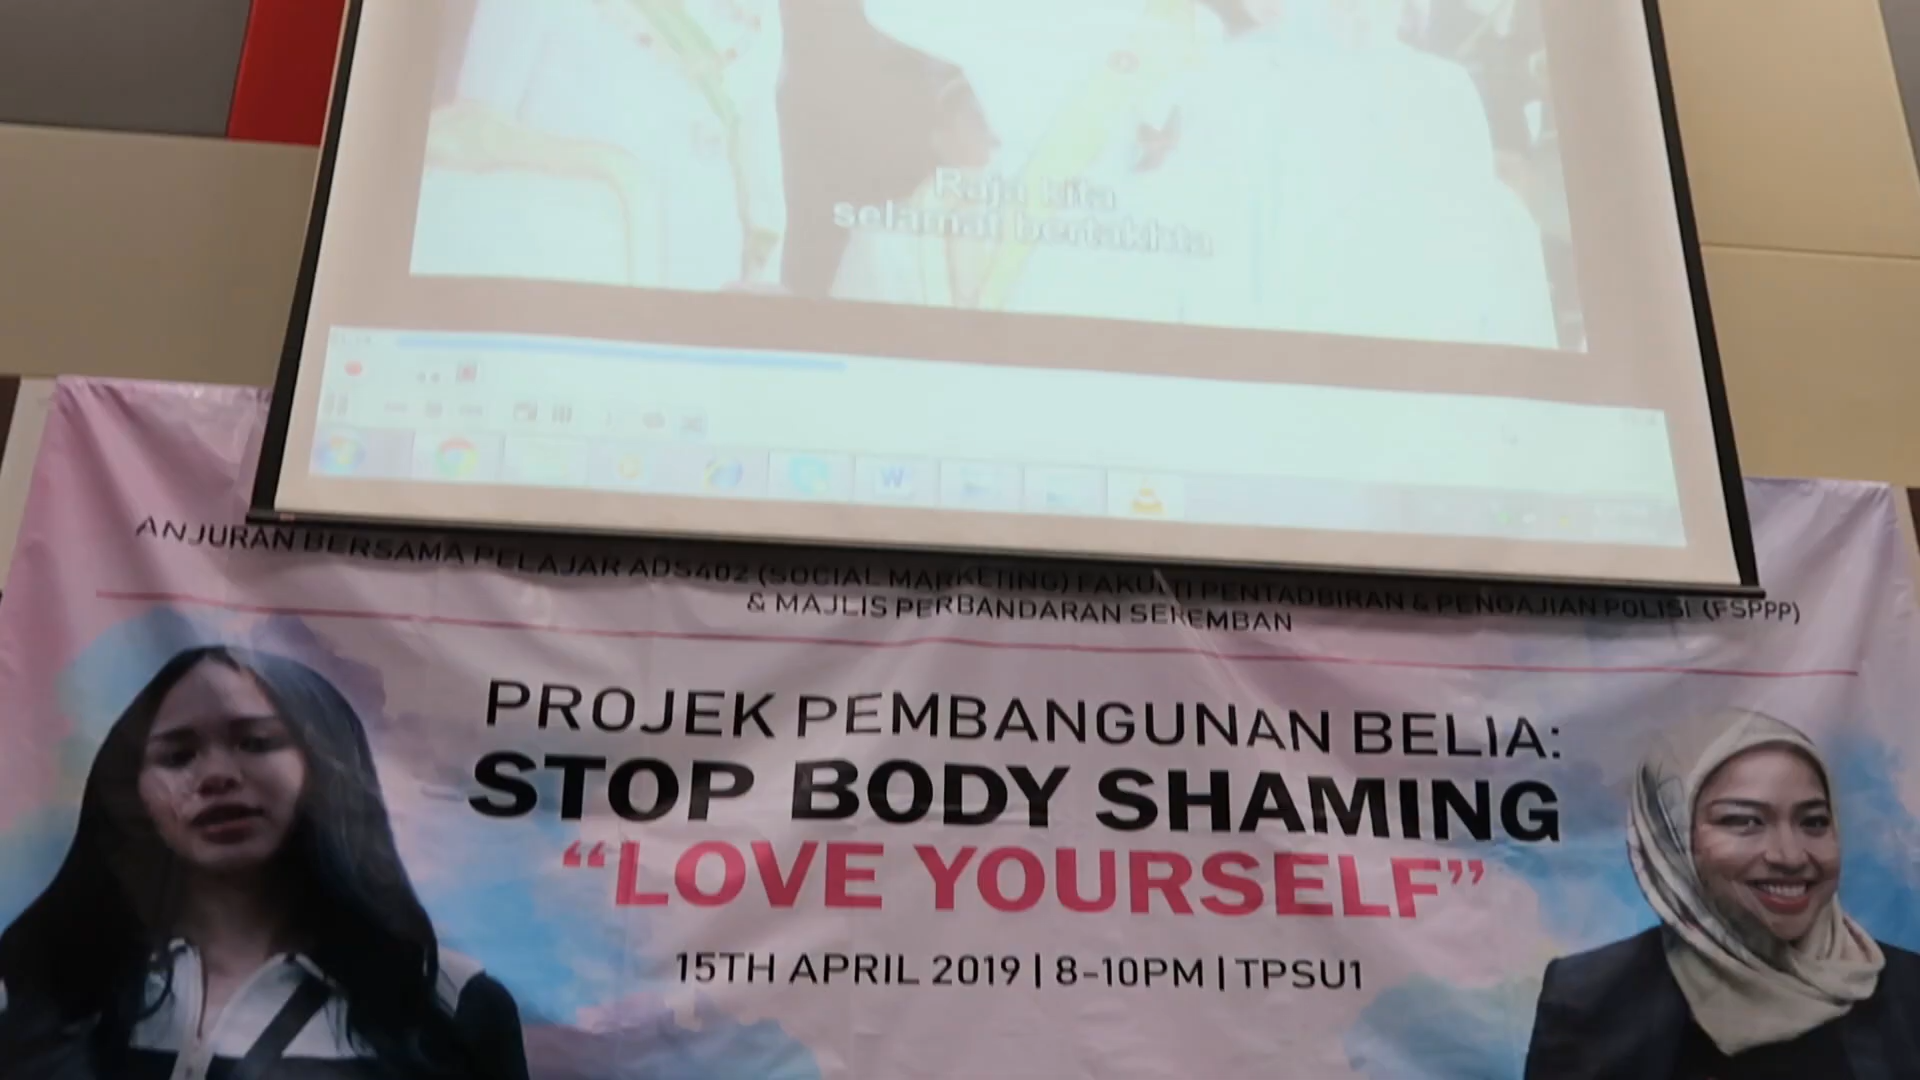 Raja kita
selamat bertakhta
W
ANJURAN BERSAMA PELAJAR ADS402 (SOCIAL MARKETING) FAKULTI PENTADBIRAN & PENGAJIAN POLISI (FSPPP)
& MAJLIS PERBANDARAN SEREMBAN
PROJEK PEMBANGUNAN BELIA:
STOP BODY SHAMING
“LOVE YOURSELF”
15TH APRIL 2019 | 8-10PM | TPSU1